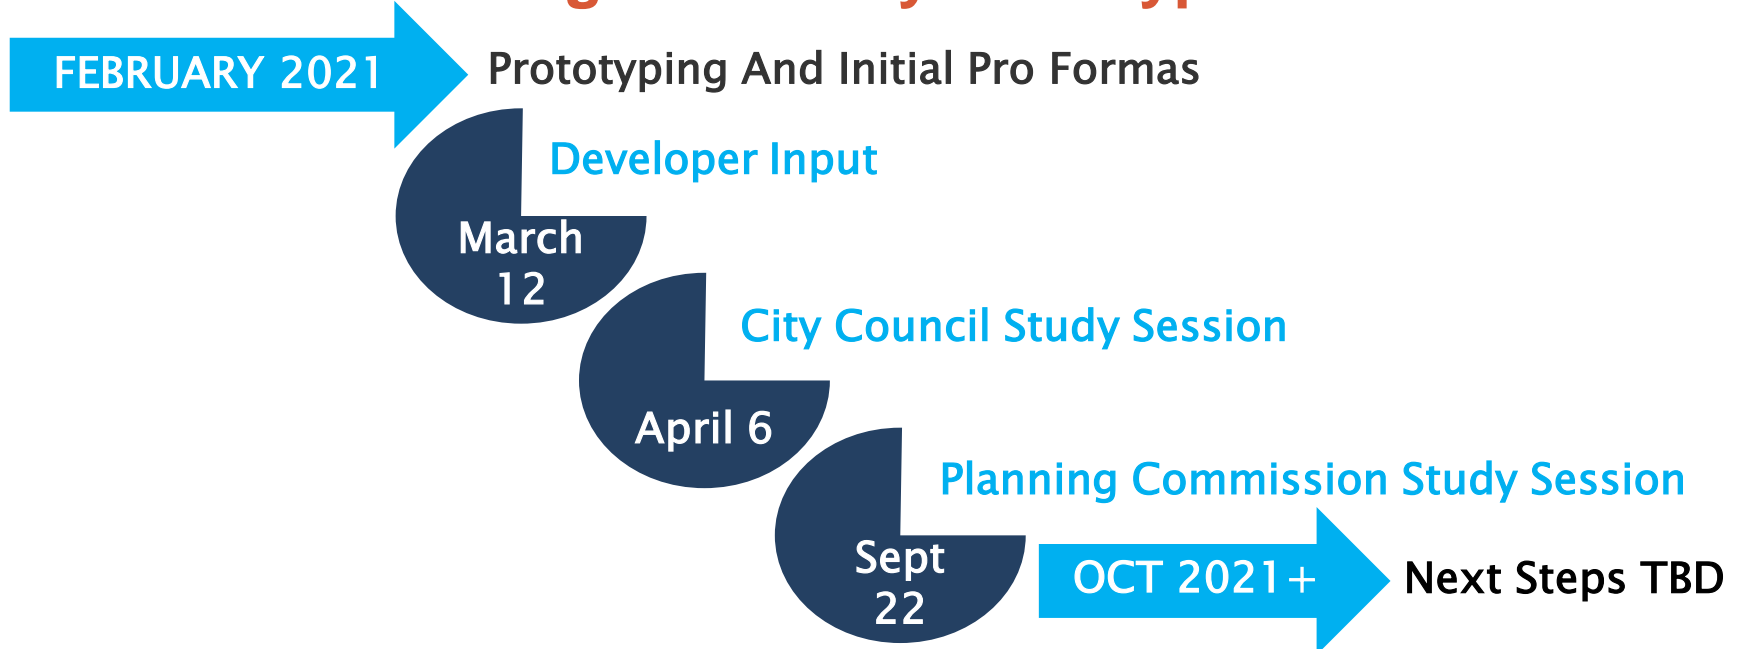 FEBRUARY 2021
Prototyping And Initial Pro Formas
Developer Input
March
12
City Council Study Session
April 6
Planning Commission Study Session
Sept
22
OCT 2021+
Next Steps TBD